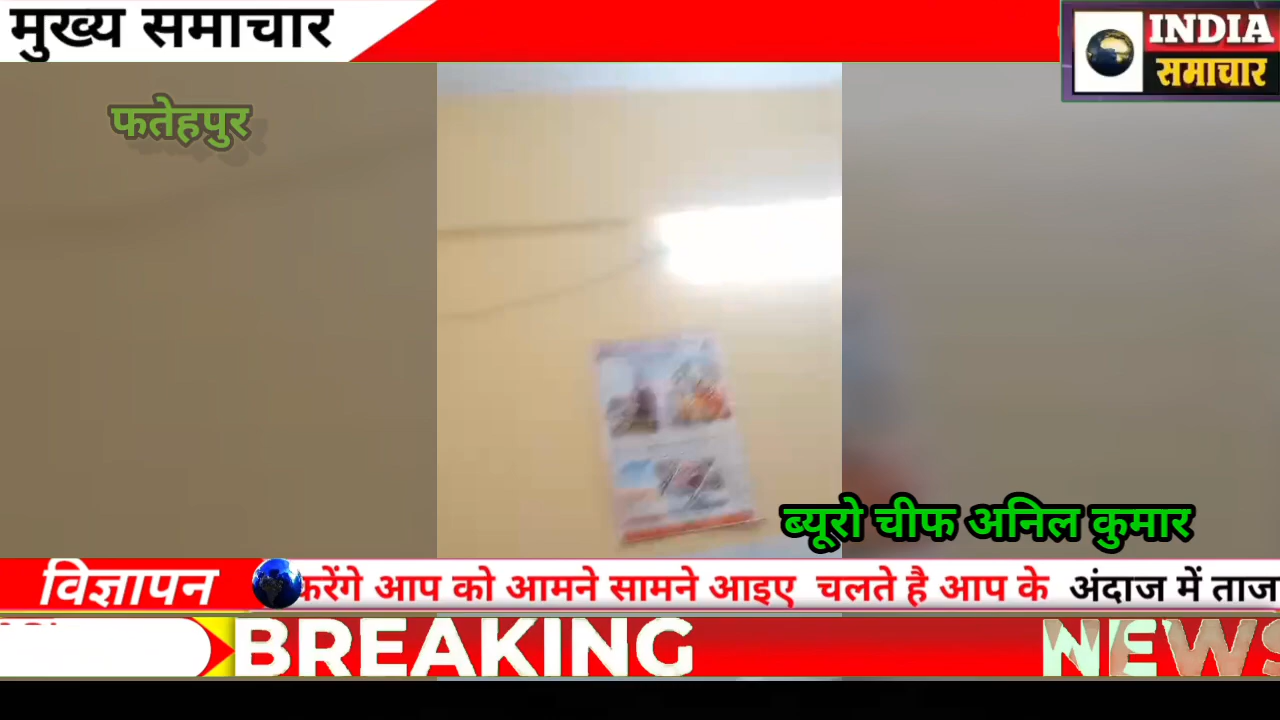 मुख्य समाचार
INDIA
समाचार
फतेहपुर
ब्यूरो चीफ अनिल कुमार
विज्ञापन
करेंगे आप को आमने सामने आइए चलते है आप के अंदाज में ताज
BREAKING
NEWS